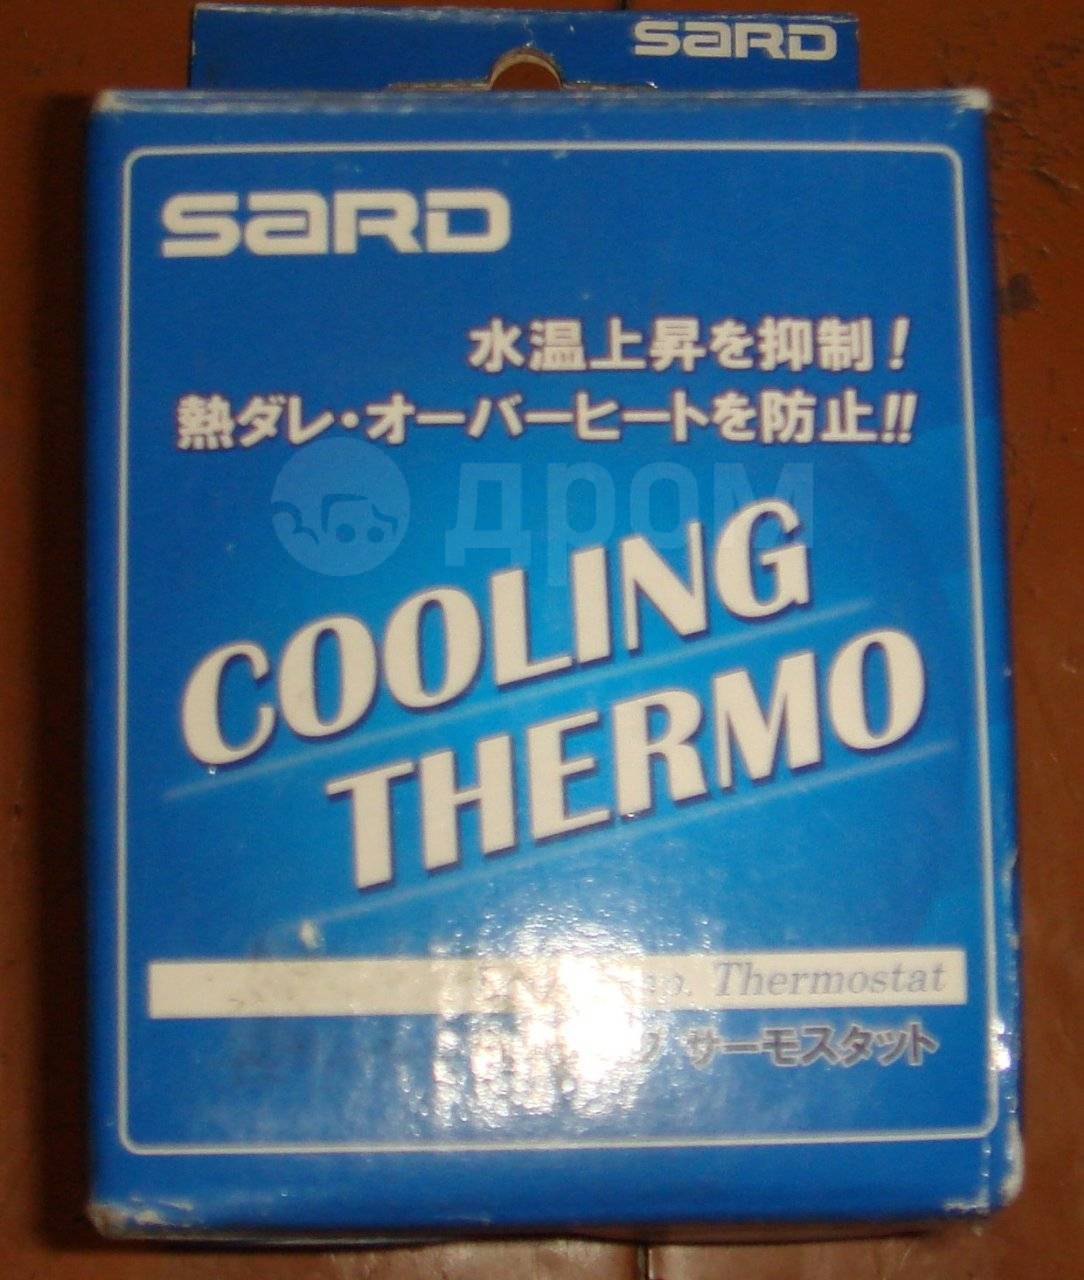 SARD
SARD
水温上昇を抑制!
熱ダレ・オーバーヒートを防止!!
дром
COOLING
THERMO
Thermostat
サーモスタット